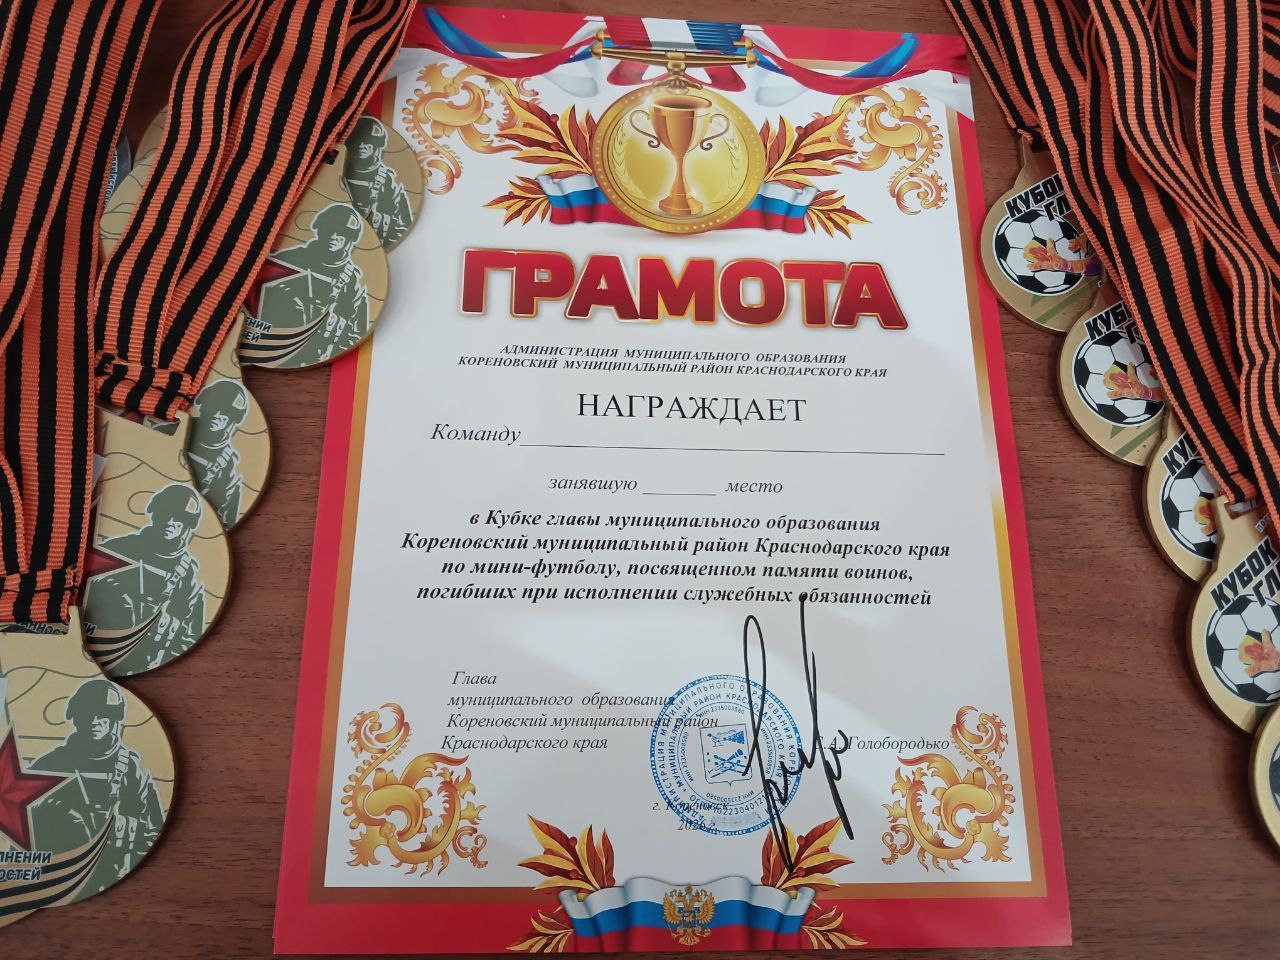 ГРАМОТА
АДМИНИСТРАЦИЯ МУНИЦИПАЛЬНОГО ОБРАЗОВАНИЯ
КОРЕНОВСКИЙ МУНИЦИПАЛЬНЫЙ РАЙОН КРАСНОДАРСКОГО КРАЯ
НАГРАЖДАЕТ
Команду
занявшую место
в Кубке главы муниципального образования
Кореновский муниципальный район Краснодарского края
по мини-футболу, посвященном памяти воинов,
погибших при исполнении служебных обязанностей
Глава
муниципального образования
Кореновский муниципальный район
Краснодарского края
Голобородько
КУБОК
КУБОК
КУБОК